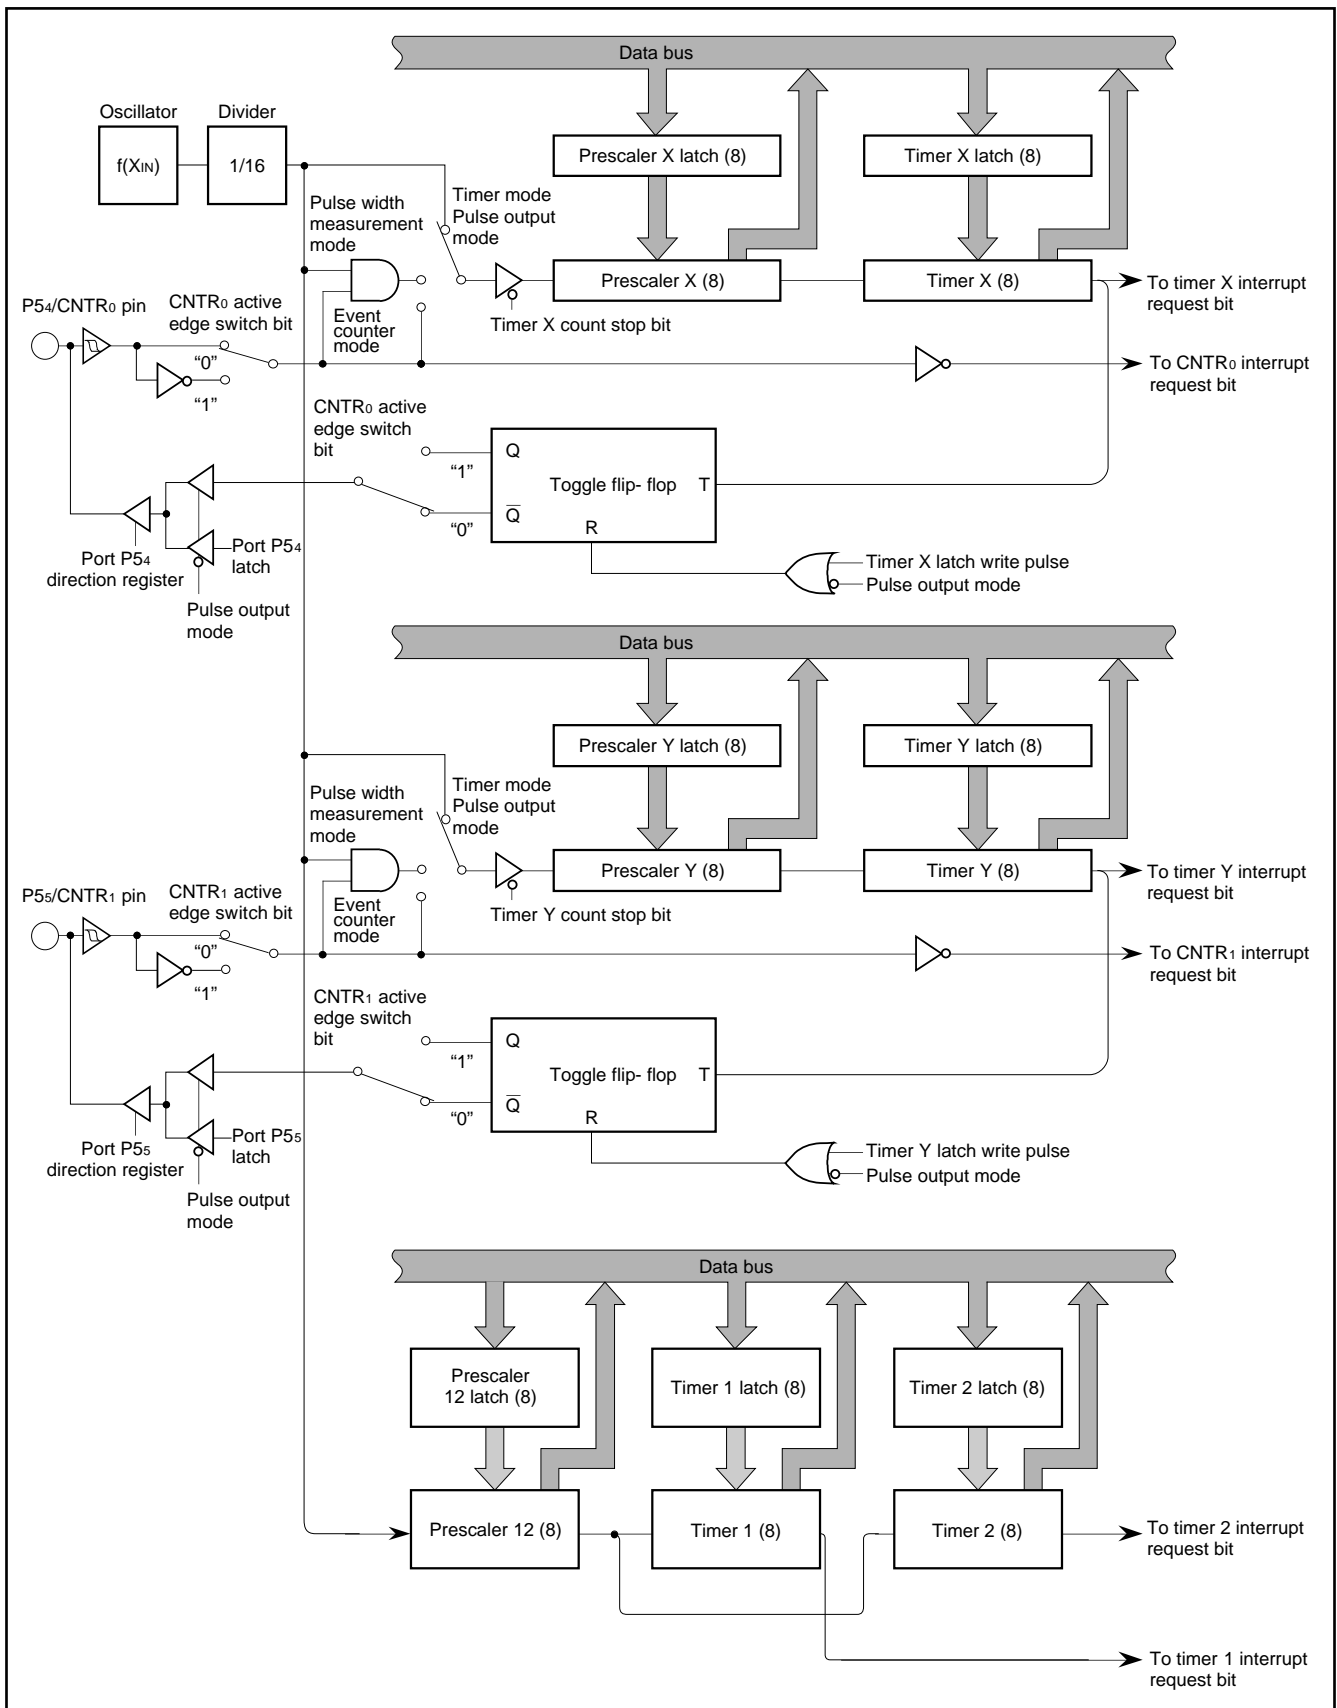 Data bus
Oscillator
Divider
f(XIN)
1/16
Prescaler X latch (8)
Timer X latch (8)
Pulse width
measurement
mode
Timer mode
Pulse output
mode
Prescaler X (8)
Timer X (8)
To timer X interrupt
request bit
P54/CNTR0 pin
CNTR0 active
edge switch bit
Event
counter
mode
Timer X count stop bit
“0”
“1”
To CNTR0 interrupt
request bit
CNTR0 active
edge switch
bit
“1”
“0”
Q
Q̅
Toggle flip- flop
T
R
Port P54
direction register
Port P54
latch
Pulse output
mode
Timer X latch write pulse
Pulse output mode
Data bus
Prescaler Y latch (8)
Timer Y latch (8)
Pulse width
measurement
mode
Timer mode
Pulse output
mode
Prescaler Y (8)
Timer Y (8)
To timer Y interrupt
request bit
P55/CNTR1 pin
CNTR1 active
edge switch bit
Event
counter
mode
Timer Y count stop bit
“0”
“1”
To CNTR1 interrupt
request bit
CNTR1 active
edge switch
bit
“1”
“0”
Q
Q̅
Toggle flip- flop
T
R
Port P55
direction register
Port P55
latch
Pulse output
mode
Timer Y latch write pulse
Pulse output mode
Data bus
Prescaler
12 latch (8)
Timer 1 latch (8)
Timer 2 latch (8)
Prescaler 12 (8)
Timer 1 (8)
Timer 2 (8)
To timer 2 interrupt
request bit
To timer 1 interrupt
request bit